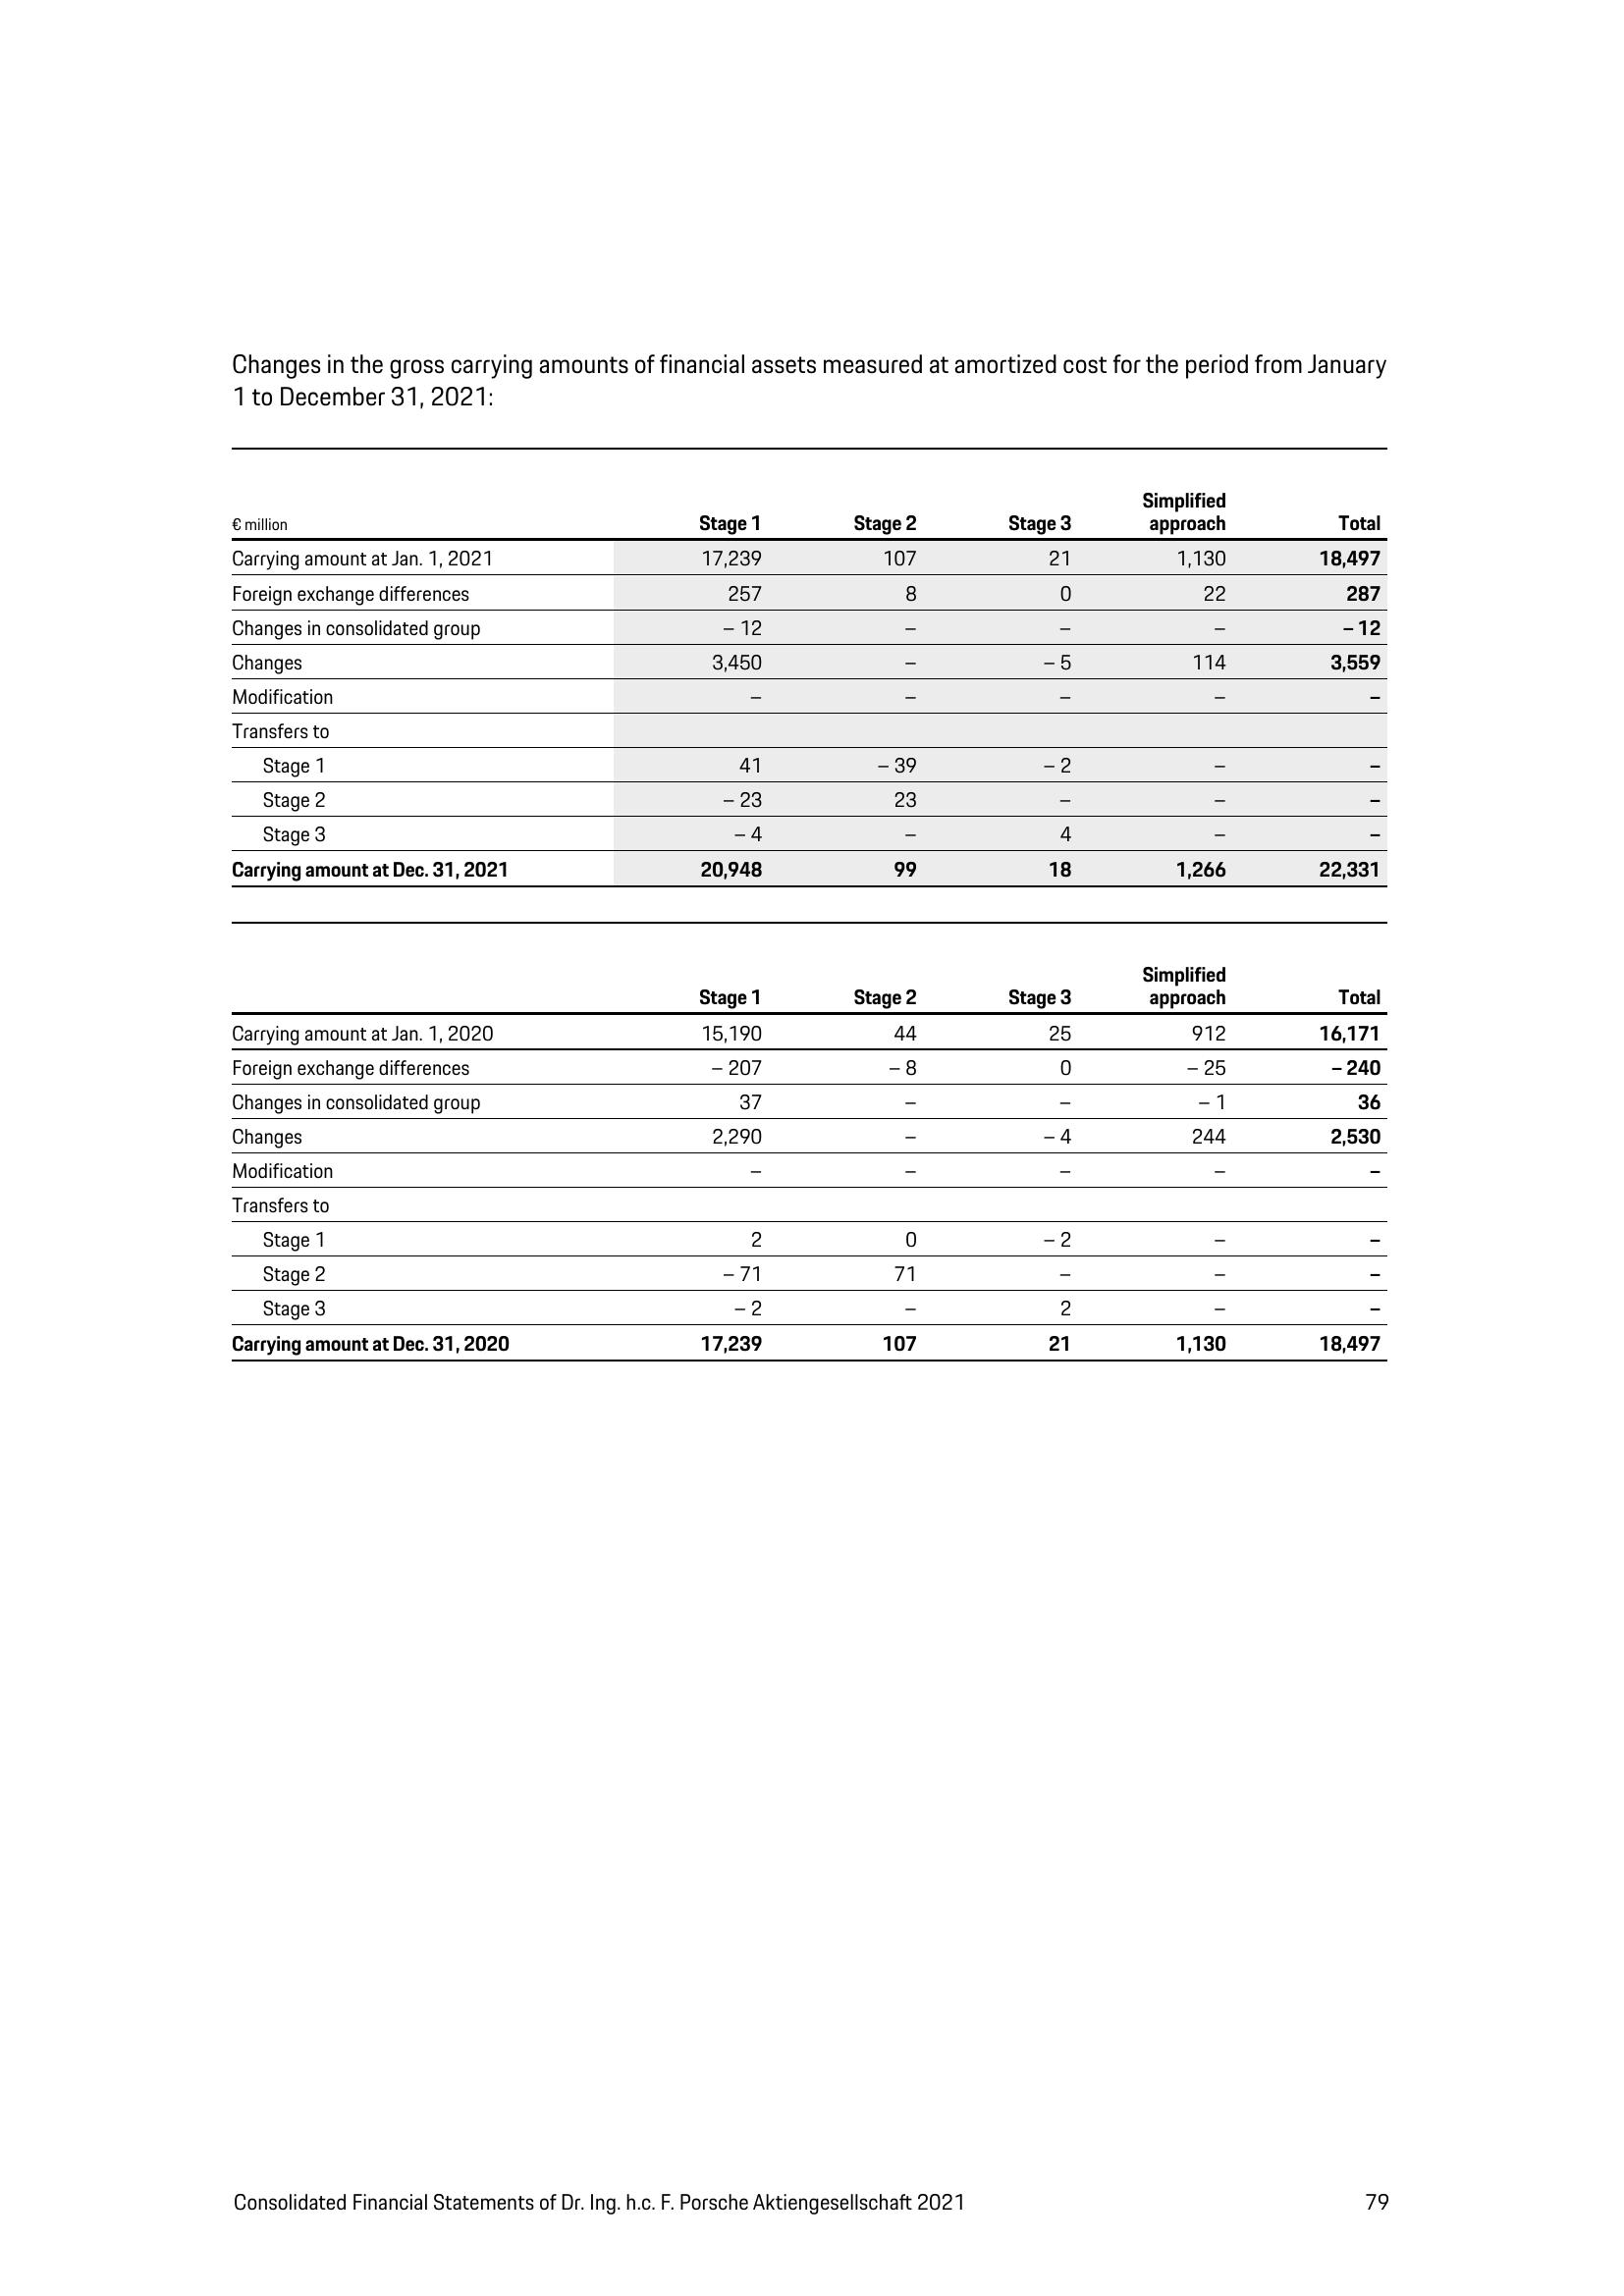 Changes in the gross carrying amounts of financial assets measured at amortized cost for the period from January
1 to December 31, 2021:
Simplified
€ million Stage 1 Stage 2 Stage 3 approach Total
Carrying amount at Jan. 1, 2021 17,239 107 21 1,130 18,497
Foreign exchange differences 257 8 0 22 287
Changes in consolidated group – 12 – – – – 12
Changes 3,450 – – 5 114 3,559
Modification – – – – –
Transfers to
Stage 1 41 – 39 – 2 – –
Stage 2 – 23 23 – – –
Stage 3 – 4 – 4 – –
Carrying amount at Dec. 31, 2021 20,948 99 18 1,266 22,331
Simplified
Stage 1 Stage 2 Stage 3 approach Total
Carrying amount at Jan. 1, 2020 15,190 44 25 912 16,171
Foreign exchange differences – 207 – 8 0 – 25 – 240
Changes in consolidated group 37 – – – 1 36
Changes 2,290 – – 4 244 2,530
Modification – – – – –
Transfers to
Stage 1 2 0 – 2 – –
Stage 2 – 71 71 – – –
Stage 3 – 2 – 2 – –
Carrying amount at Dec. 31, 2020 17,239 107 21 1,130 18,497
Consolidated Financial Statements of Dr. Ing. h.c. F. Porsche Aktiengesellschaft 2021 79